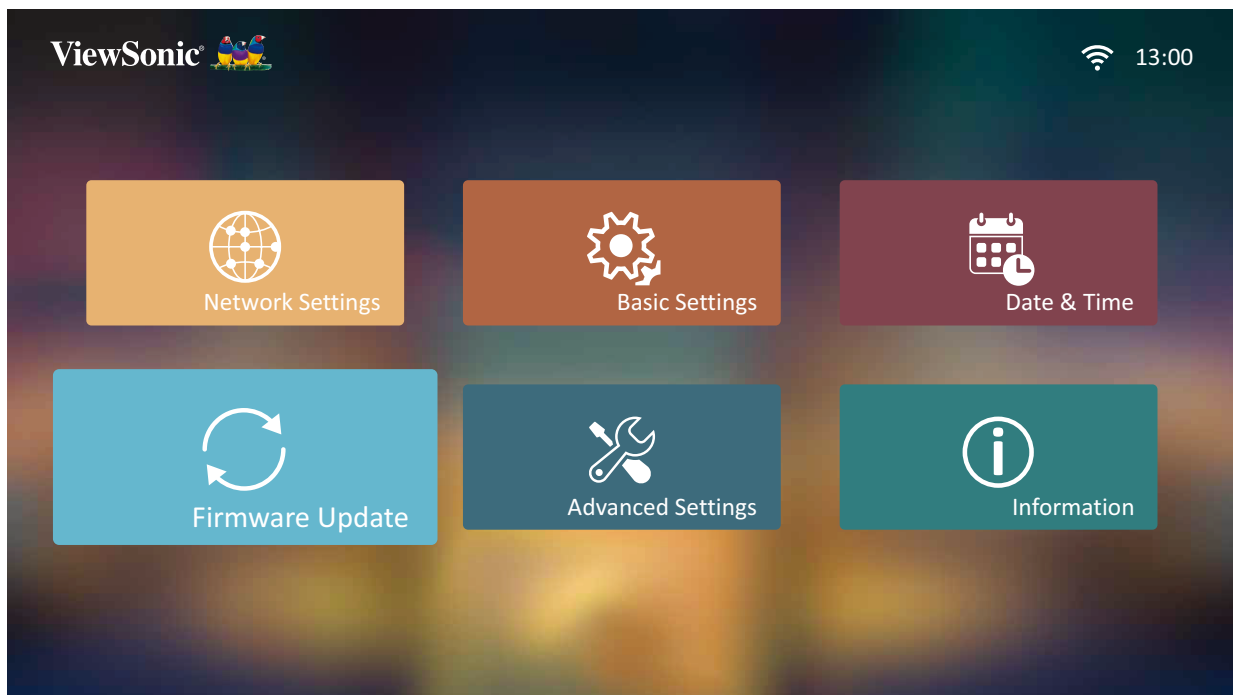 ViewSonic®
13:00
Network Settings
Basic Settings
Date & Time
Firmware Update
Advanced Settings
Information